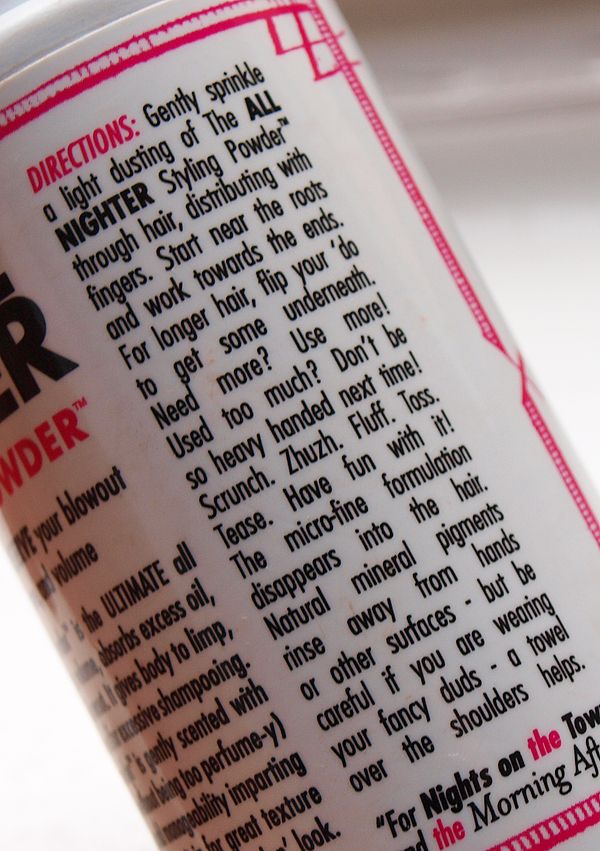 DIRECTIONS: Gently sprinkle
a light dusting of The ALL
NIGHTER Styling Powder™
through hair, distributing with
fingers. Start near the roots
and work towards the ends.
For longer hair, flip your 'do
to get some underneath.
Need more? Use more!
Used too much? Don't be
so heavy handed next time!
Scrunch. Zhuzh. Fluff. Toss.
Tease. Have fun with it!
The micro-fine formulation
disappears into the hair.
Natural mineral pigments
rinse away from hands
or other surfaces - but be
careful if you are wearing
your fancy duds - a towel
over the shoulders helps.
"For Nights on the Tow
the Morning Aft
ER
WDER™
your blowout
volume
is the ULTIMATE all
absorbs excess oil,
It gives body to limp,
excessive shampooing.
is gently scented with
being too perfume-y)
manageability imparting
for great texture
look.